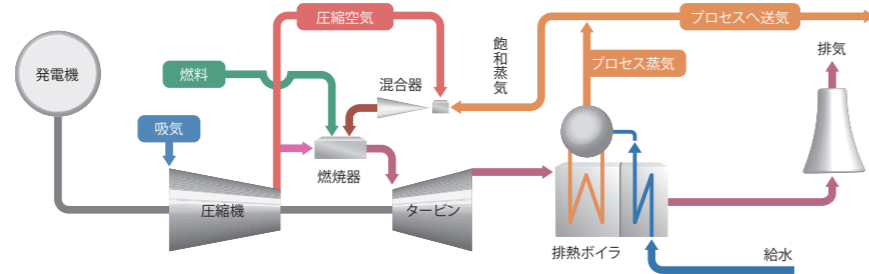 圧縮空気
プロセスへ送気
発電機
燃料
混合器
飽和蒸気
プロセス蒸気
排気
吸気
燃焼器
圧縮機
タービン
排熱ボイラ
給水